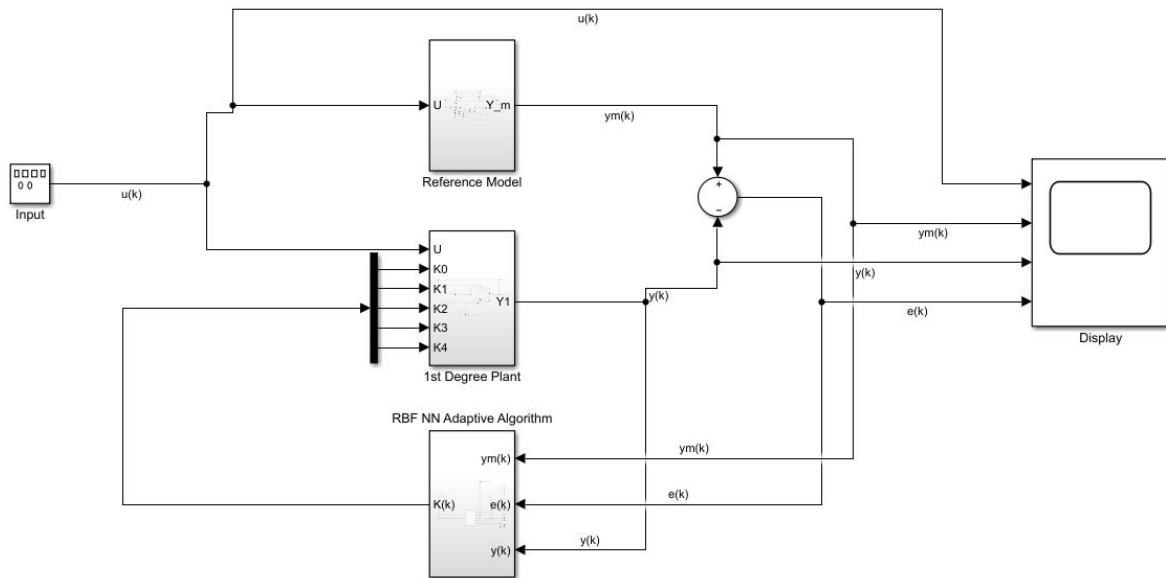 u(k)
U
Y_m
ym(k)
Reference Model
Input
u(k)
+
−
ym(k)
y(k)
e(k)
Display
U
K0
K1
K2
K3
K4
Y1
y(k)
1st Degree Plant
RBF NN Adaptive Algorithm
ym(k)
ym(k)
K(k)
e(k)
e(k)
y(k)
y(k)